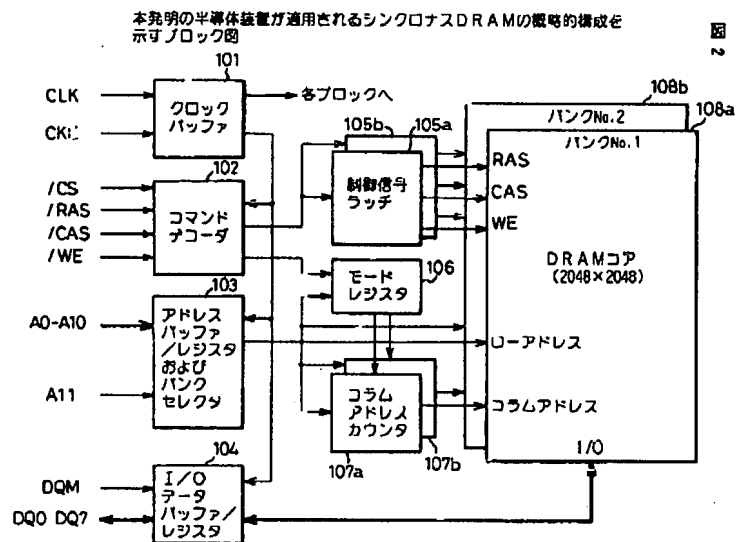 本発明の半導体装置が適用されるシンクロナスDRAMの概略的構成を
示すブロック図
図2
101
CLK
クロック
バッファ
各ブロックへ
102
/CS
/RAS
/CAS
/WE
コマンド
デコーダ
103
A0-A10
A11
アドレス
バッファ
/レジスタ
および
バンク
セレクタ
104
DQM
DQ0 DQ7
I/O
データ
バッファ/
レジスタ
105b
105a
制御信号
ラッチ
106
モード
レジスタ
コラム
アドレス
カウンタ
107a
107b
108b
108a
バンクNo.2
バンクNo.1
RAS
CAS
WE
DRAMコア
(2048×2048)
ローアドレス
コラムアドレス
I/O